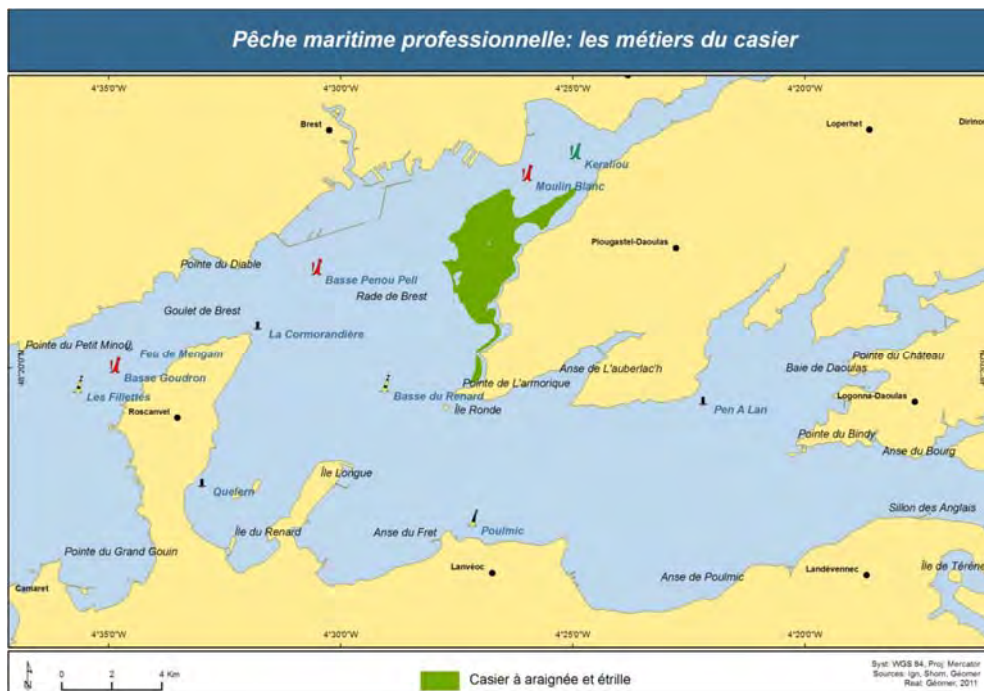 Pêche maritime professionnelle: les métiers du casier
4°35'0"W 4°30'0"W 4°25'0"W 4°20'0"W
Brest
Loperhet
Keraliou
Moulin Blanc
Plougastel-Daoulas
Pointe du Diable
Basse Penou Pell
Rade de Brest
Goulet de Brest
La Cormorandière
Pointe du Petit Minou
Feu de Mengam
Basse Goudron
Les Fillettes
Roscanvel
Basse du Renard
Pointe de L'armorique
Île Ronde
Anse de L'auberlac'h
Pen A Lan
Baie de Daoulas
Pointe du Château
Logonna-Daoulas
Pointe du Bindy
Anse du Bourg
Quelern
Île Longue
Île du Renard
Anse du Fret
Poulmic
Sillon des Anglais
Pointe du Grand Gouin
Camaret
Lanvéoc
Anse de Poulmic
Landévennec
Île de Téréne
4°35'0"W 4°30'0"W 4°25'0"W 4°20'0"W
N
0 2 4 Km
Casier à araignée et étrille
Syst: WGS 84, Proj: Mercator
Sources: Ign, Shom, Géomer
Real: Géomer, 2011